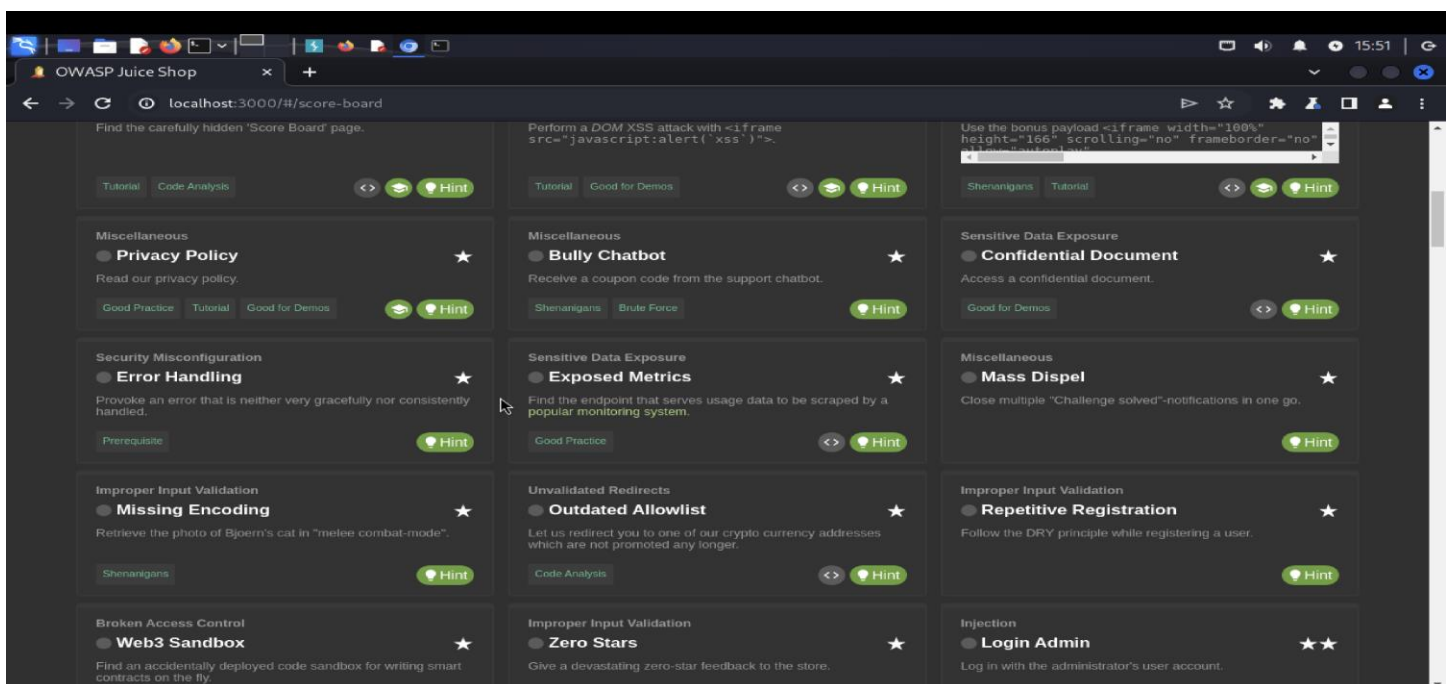 15:51
OWASP Juice Shop
localhost:3000/#/score-board
Find the carefully hidden 'Score Board' page.
Tutorial Code Analysis Hint
Perform a DOM XSS attack with <iframe
src="javascript:alert(`xss`)">.
Tutorial Good for Demos Hint
Use the bonus payload <iframe width="100%"
height="166" scrolling="no" frameborder="no"
allow="autoplay"
Shenanigans Tutorial Hint
Miscellaneous
Privacy Policy
Read our privacy policy.
Good Practice Tutorial Good for Demos Hint
Miscellaneous
Bully Chatbot
Receive a coupon code from the support chatbot.
Shenanigans Brute Force Hint
Sensitive Data Exposure
Confidential Document
Access a confidential document.
Good for Demos Hint
Security Misconfiguration
Error Handling
Provoke an error that is neither very gracefully nor consistently
handled.
Prerequisite Hint
Sensitive Data Exposure
Exposed Metrics
Find the endpoint that serves usage data to be scraped by a
popular monitoring system.
Good Practice Hint
Miscellaneous
Mass Dispel
Close multiple "Challenge solved"-notifications in one go.
Hint
Improper Input Validation
Missing Encoding
Retrieve the photo of Bjoern's cat in "melee combat-mode".
Shenanigans Hint
Unvalidated Redirects
Outdated Allowlist
Let us redirect you to one of our crypto currency addresses
which are not promoted any longer.
Code Analysis Hint
Improper Input Validation
Repetitive Registration
Follow the DRY principle while registering a user.
Hint
Broken Access Control
Web3 Sandbox
Find an accidentally deployed code sandbox for writing smart
contracts on the fly.
Improper Input Validation
Zero Stars
Give a devastating zero-star feedback to the store.
Injection
Login Admin
Log in with the administrator's user account.